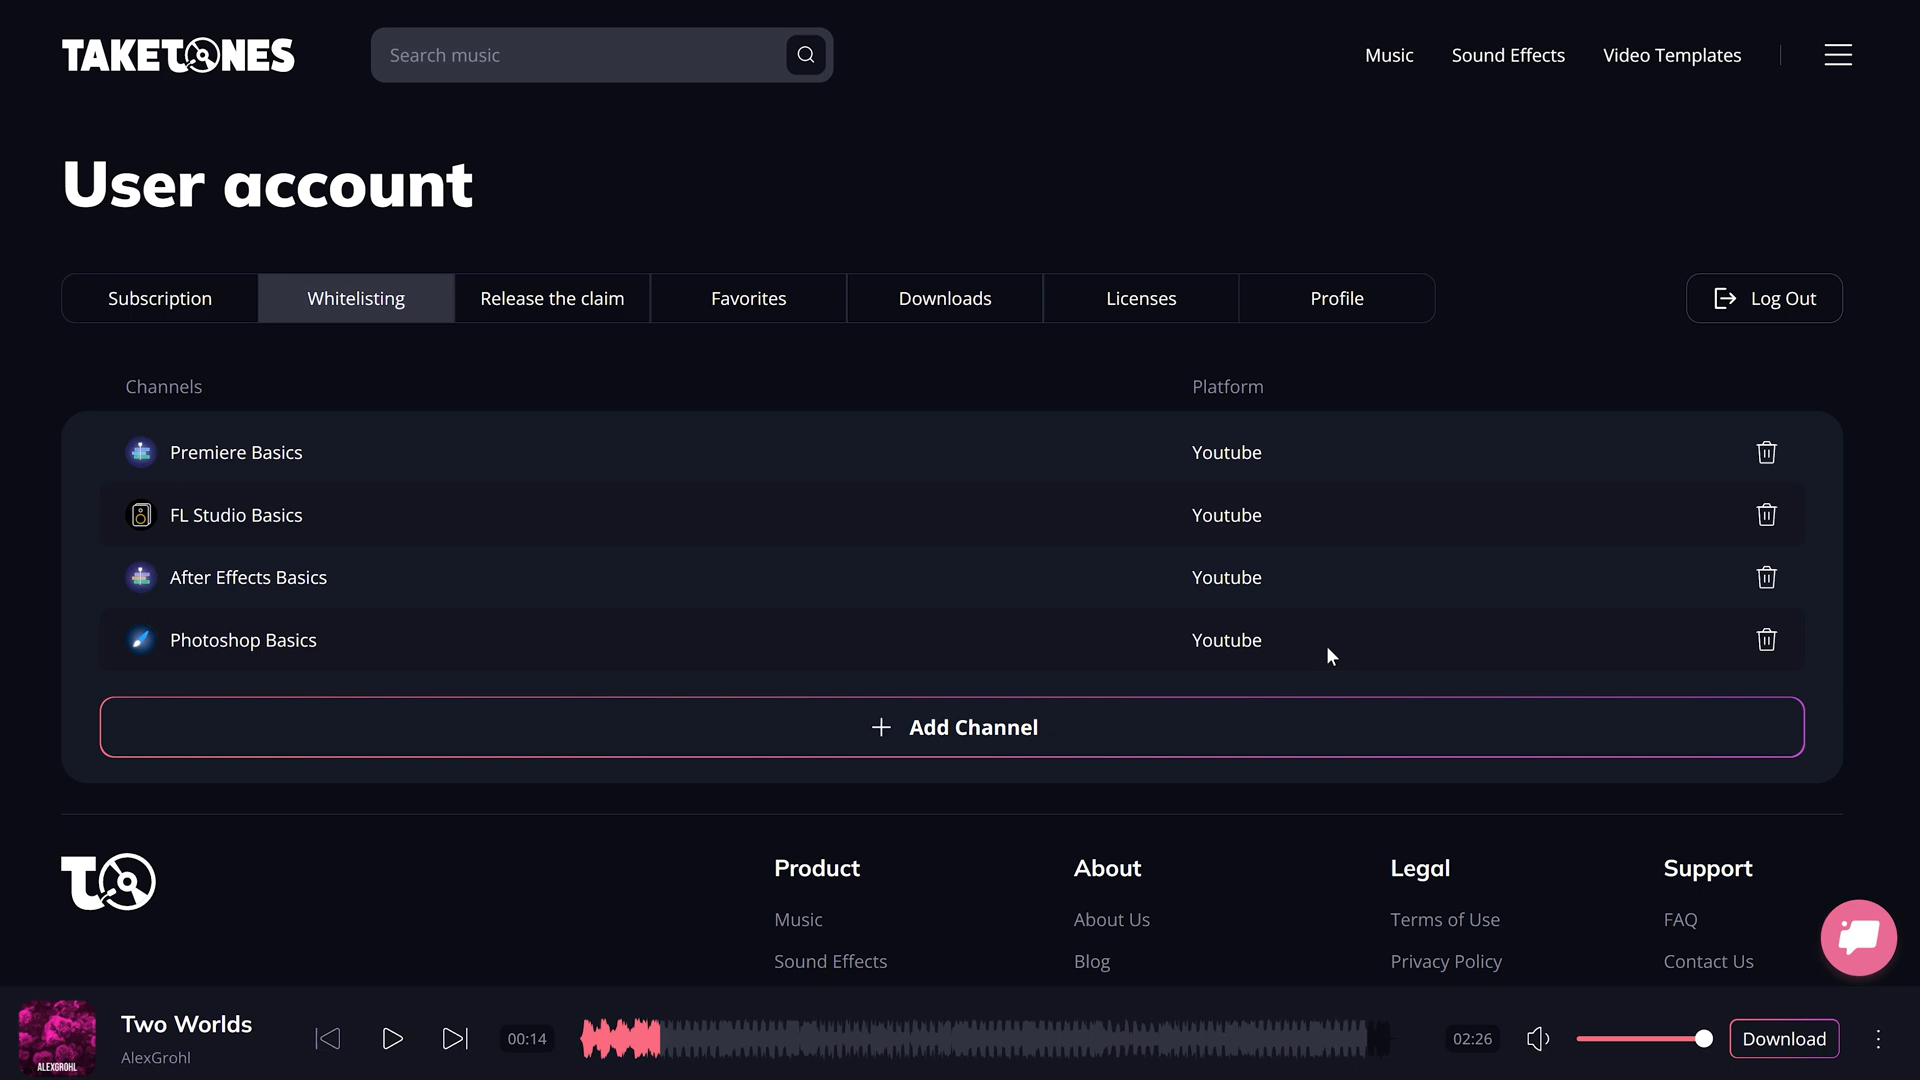 TAKETONES
Search music
Music
Sound Effects
Video Templates
User account
Subscription
Whitelisting
Release the claim
Favorites
Downloads
Licenses
Profile
Log Out
Channels
Platform
Premiere Basics
Youtube
FL Studio Basics
Youtube
After Effects Basics
Youtube
Photoshop Basics
Youtube
Add Channel
TO
Product
Music
Sound Effects
About
About Us
Blog
Legal
Terms of Use
Privacy Policy
Support
FAQ
Contact Us
ALEXGROHL
Two Worlds
AlexGrohl
00:14
02:26
Download